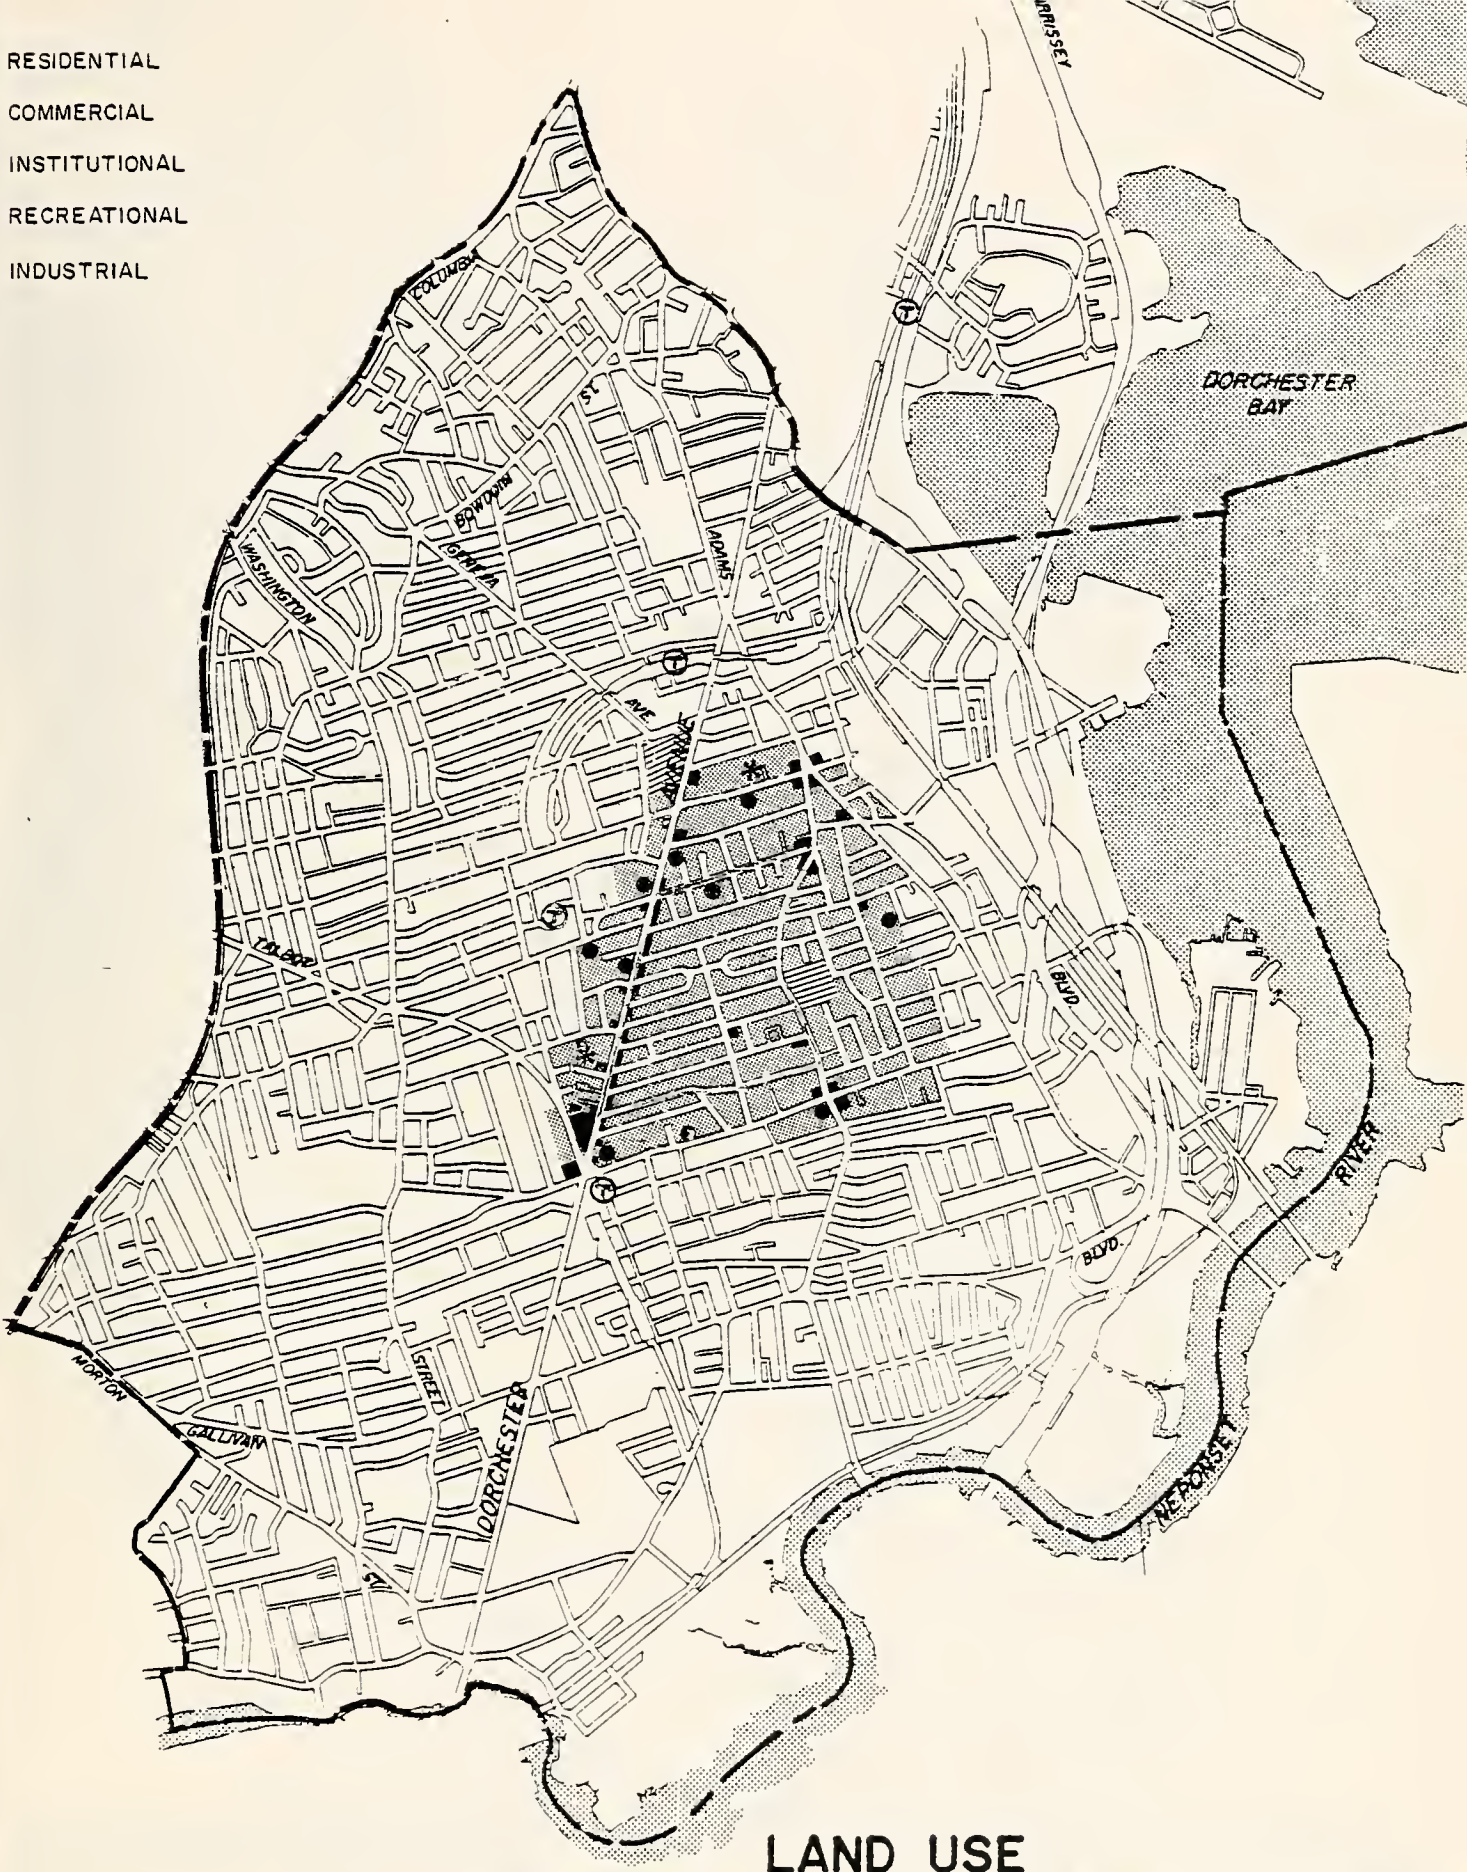 RESIDENTIAL
COMMERCIAL
INSTITUTIONAL
RECREATIONAL
INDUSTRIAL
RRISSEY
COLUMBIA
ST.
DORCHESTER
BAY
BOWDOIN
GENEVA
ADAMS
WASHINGTON
T
AVE.
AVENUE
T
TALBOT
BLVD.
T
RIVER
BLVD.
MORTON
STREET
GALLIVAN
DORCHESTER
NEPONSET
ST.
LAND USE